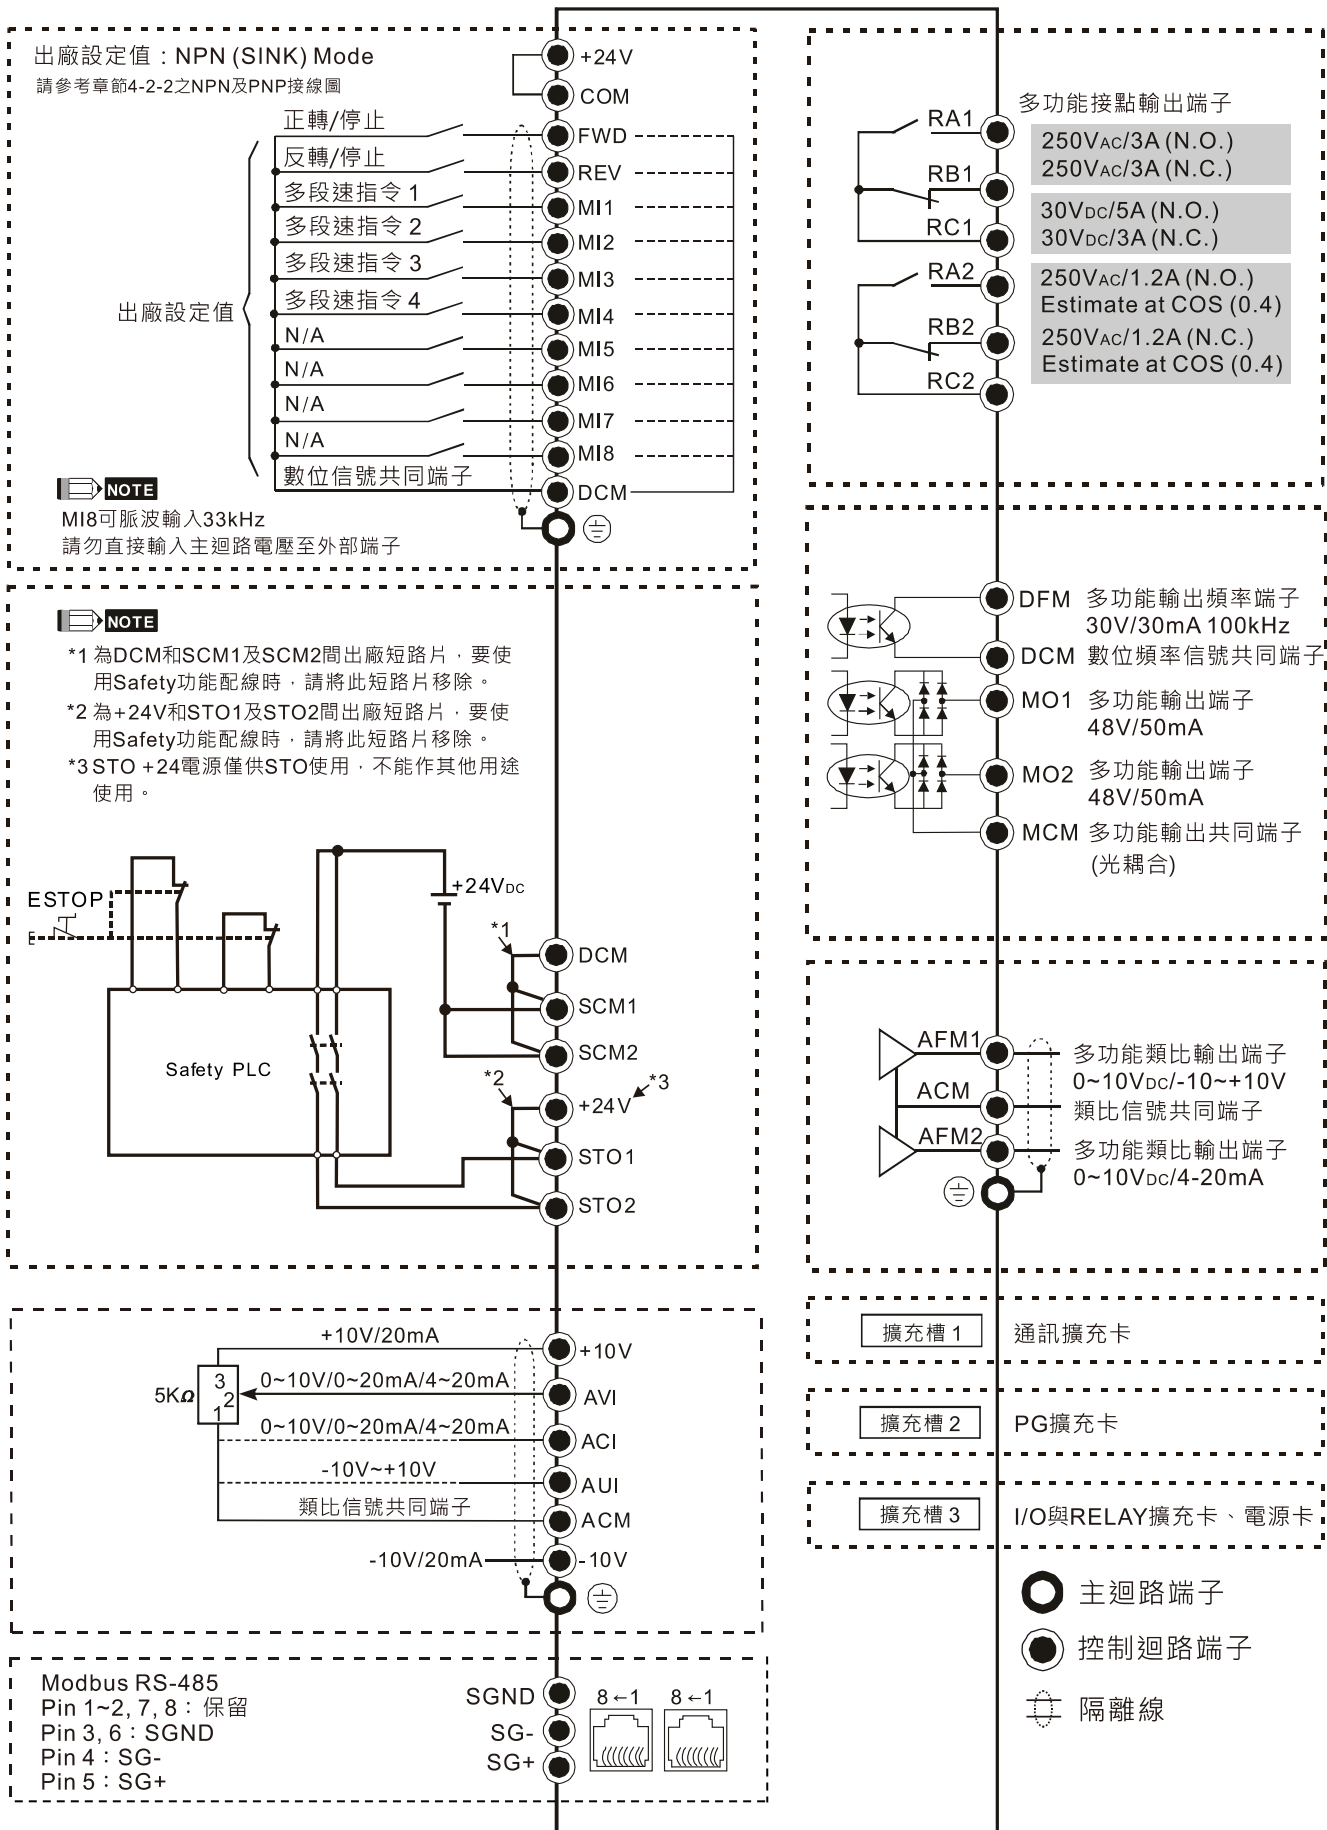 出廠設定值：NPN (SINK) Mode
請參考章節4-2-2之NPN及PNP接線圖
+24V
COM
正轉/停止
FWD
反轉/停止
REV
多段速指令 1
MI1
多段速指令 2
MI2
多段速指令 3
MI3
多段速指令 4
MI4
出廠設定值
N/A
MI5
N/A
MI6
N/A
MI7
N/A
MI8
數位信號共同端子
DCM
NOTE
MI8可脈波輸入33kHz
請勿直接輸入主迴路電壓至外部端子
NOTE
*1 為DCM和SCM1及SCM2間出廠短路片，要使
用Safety功能配線時，請將此短路片移除。
*2 為+24V和STO1及STO2間出廠短路片，要使
用Safety功能配線時，請將此短路片移除。
*3 STO +24電源僅供STO使用，不能作其他用途
使用。
ESTOP
+24VDC
*1
DCM
SCM1
SCM2
Safety PLC
*2
*3
+24V
STO1
STO2
+10V/20mA
+10V
5KΩ
3
2
1
0~10V/0~20mA/4~20mA
AVI
0~10V/0~20mA/4~20mA
ACI
-10V~+10V
AUI
類比信號共同端子
ACM
-10V/20mA
-10V
Modbus RS-485
Pin 1~2, 7, 8：保留
Pin 3, 6：SGND
Pin 4：SG-
Pin 5：SG+
SGND
SG-
SG+
8←1
8←1
RA1
多功能接點輸出端子
250VAC/3A (N.O.)
250VAC/3A (N.C.)
RB1
30VDC/5A (N.O.)
30VDC/3A (N.C.)
RC1
RA2
250VAC/1.2A (N.O.)
Estimate at COS (0.4)
RB2
250VAC/1.2A (N.C.)
Estimate at COS (0.4)
RC2
DFM
多功能輸出頻率端子
30V/30mA 100kHz
DCM
數位頻率信號共同端子
MO1
多功能輸出端子
48V/50mA
MO2
多功能輸出端子
48V/50mA
MCM
多功能輸出共同端子
(光耦合)
AFM1
多功能類比輸出端子
0~10VDC/-10~+10V
ACM
類比信號共同端子
AFM2
多功能類比輸出端子
0~10VDC/4-20mA
擴充槽 1
通訊擴充卡
擴充槽 2
PG擴充卡
擴充槽 3
I/O與RELAY擴充卡、電源卡
主迴路端子
控制迴路端子
隔離線